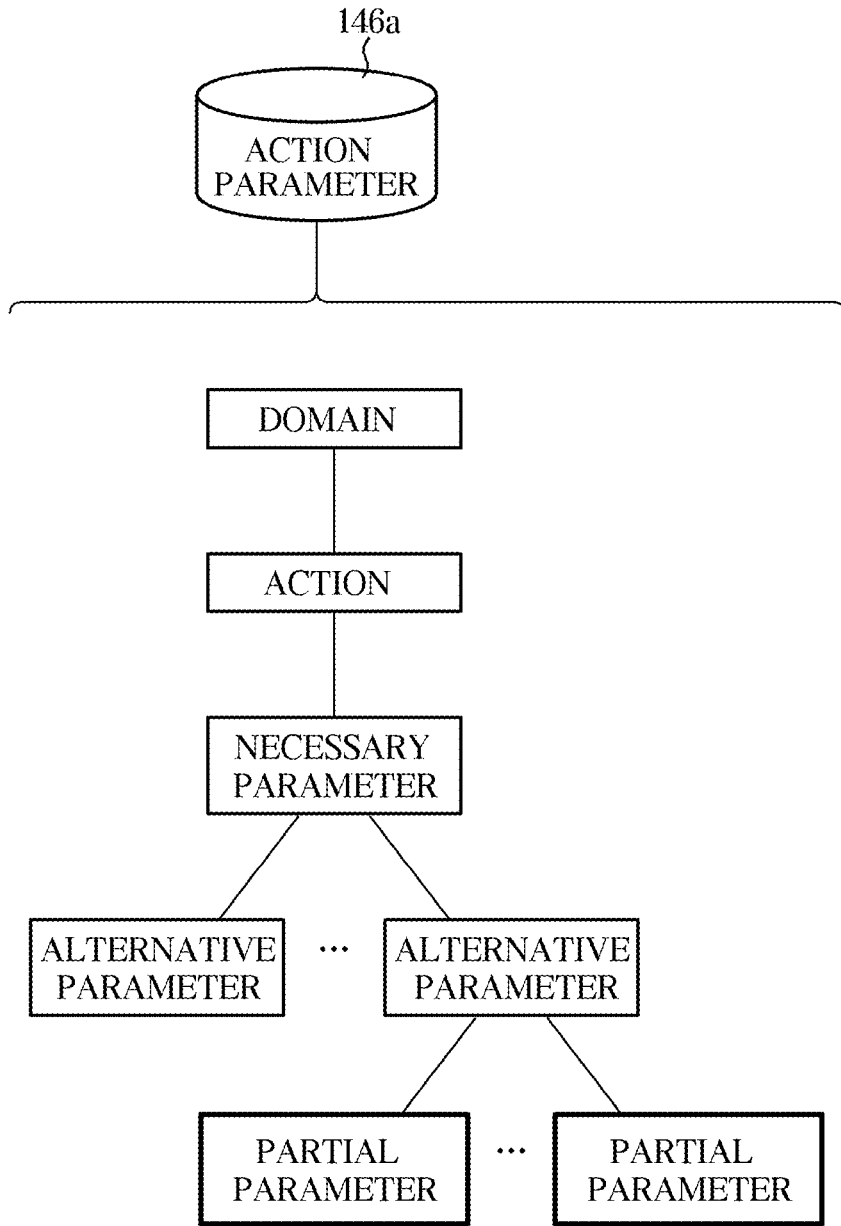 146a
ACTION
PARAMETER
DOMAIN
ACTION
NECESSARY
PARAMETER
ALTERNATIVE
PARAMETER
...
ALTERNATIVE
PARAMETER
PARTIAL
PARAMETER
...
PARTIAL
PARAMETER